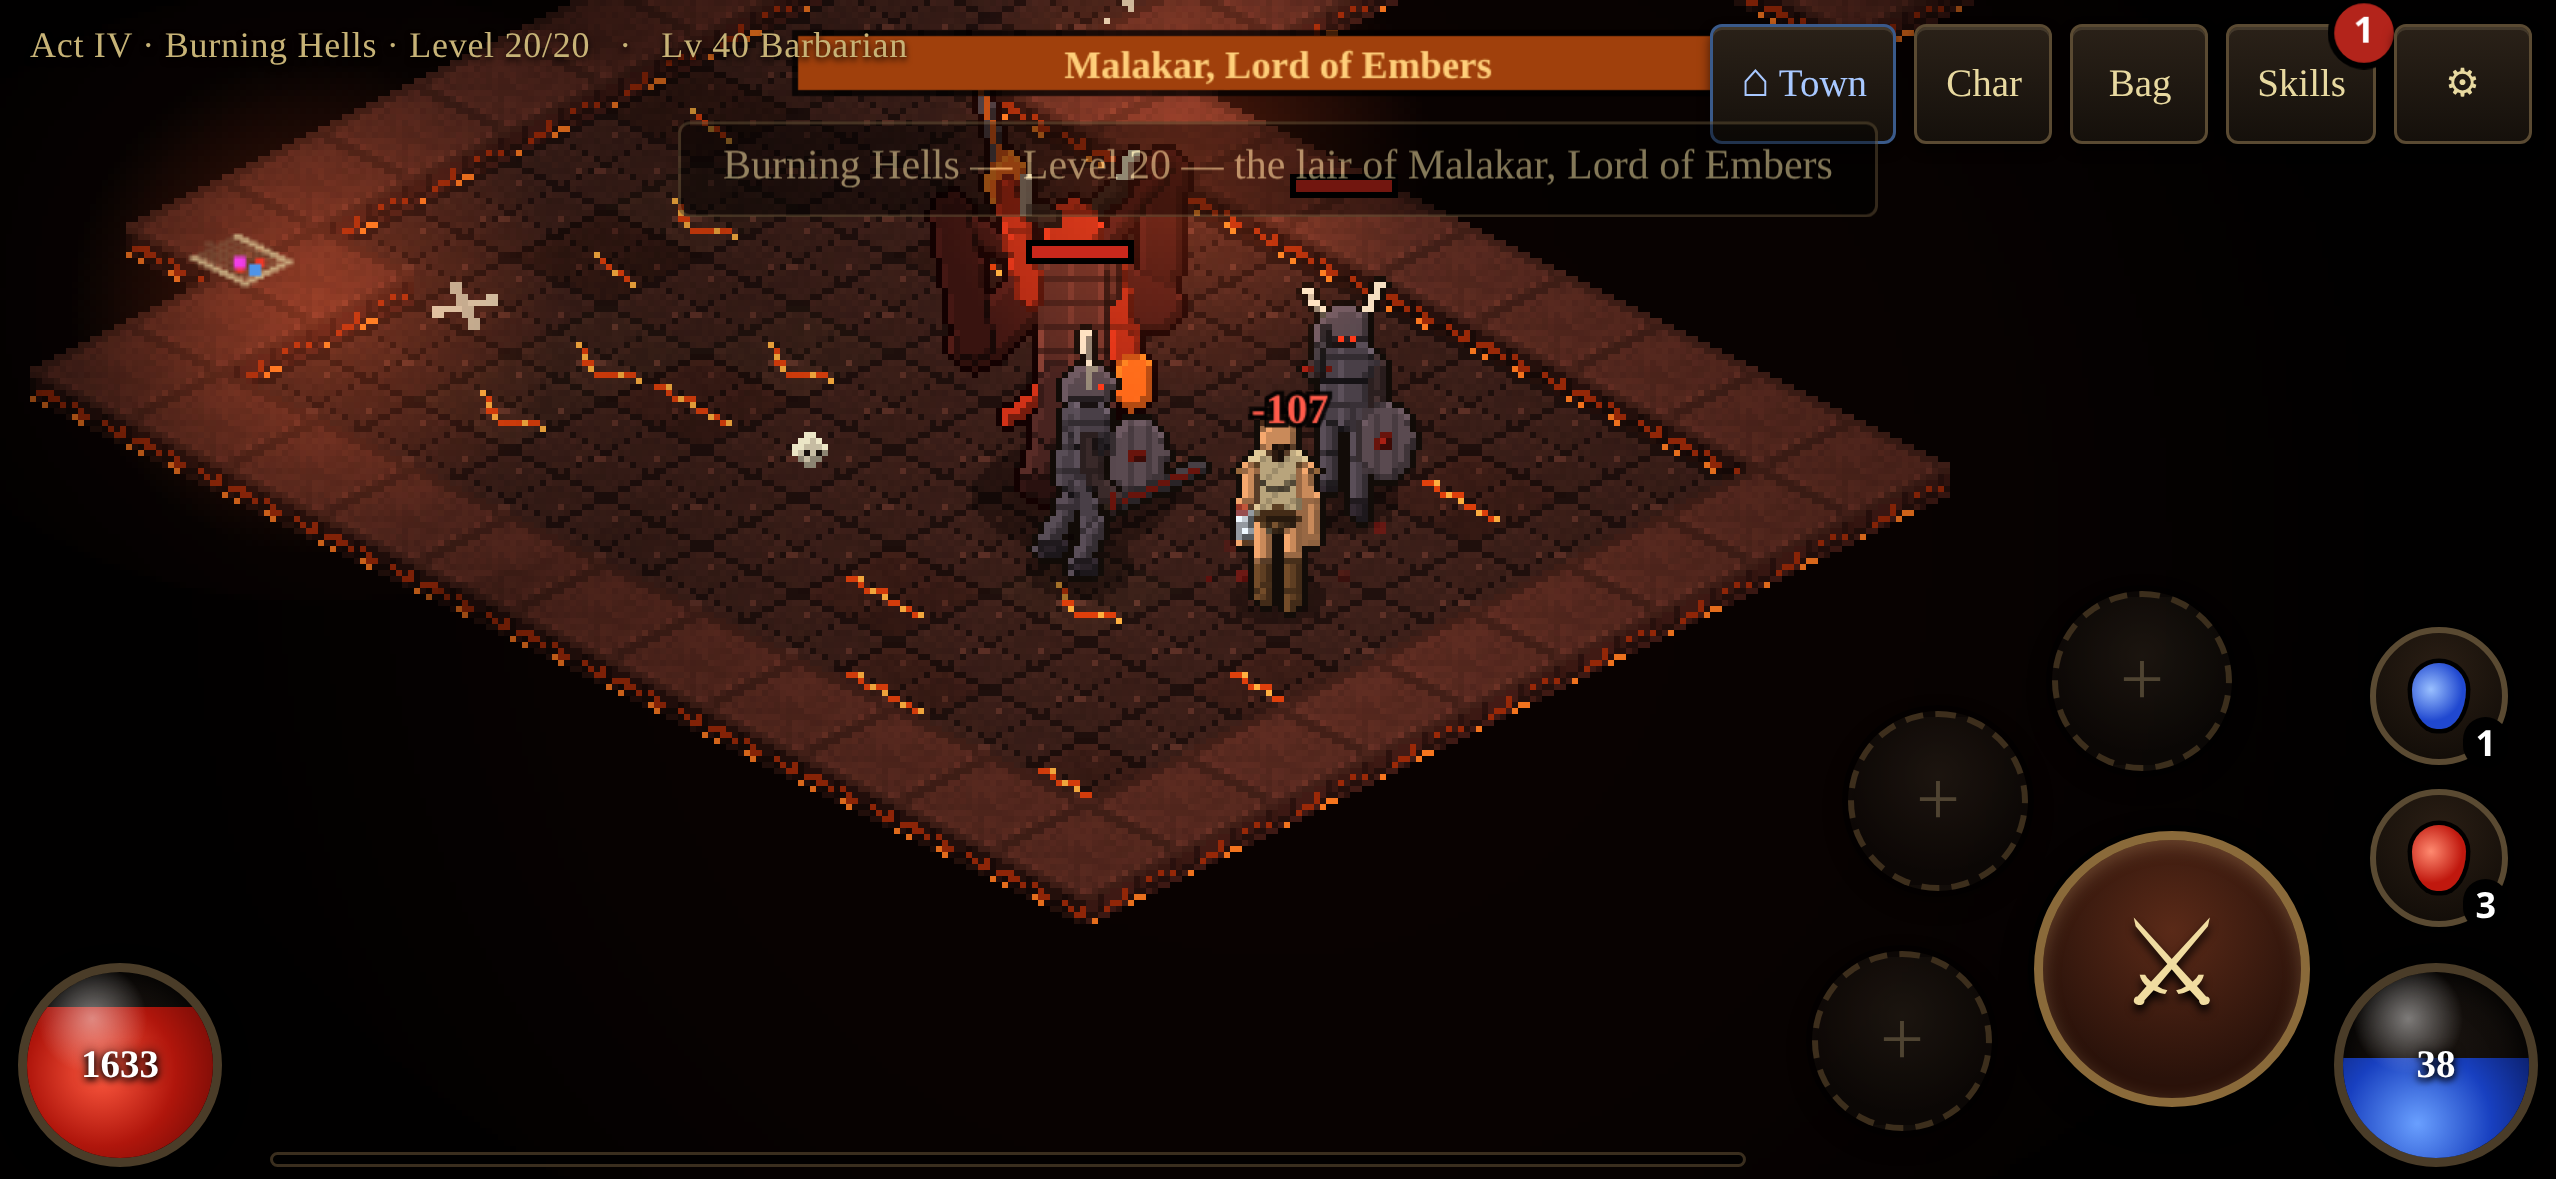 Act IV · Burning Hells · Level 20/20 · Lv 40 Barbarian
Malakar, Lord of Embers
Town
Char
Bag
Skills
1
Burning Hells — Level 20 — the lair of Malakar, Lord of Embers
-107
1
3
1633
38